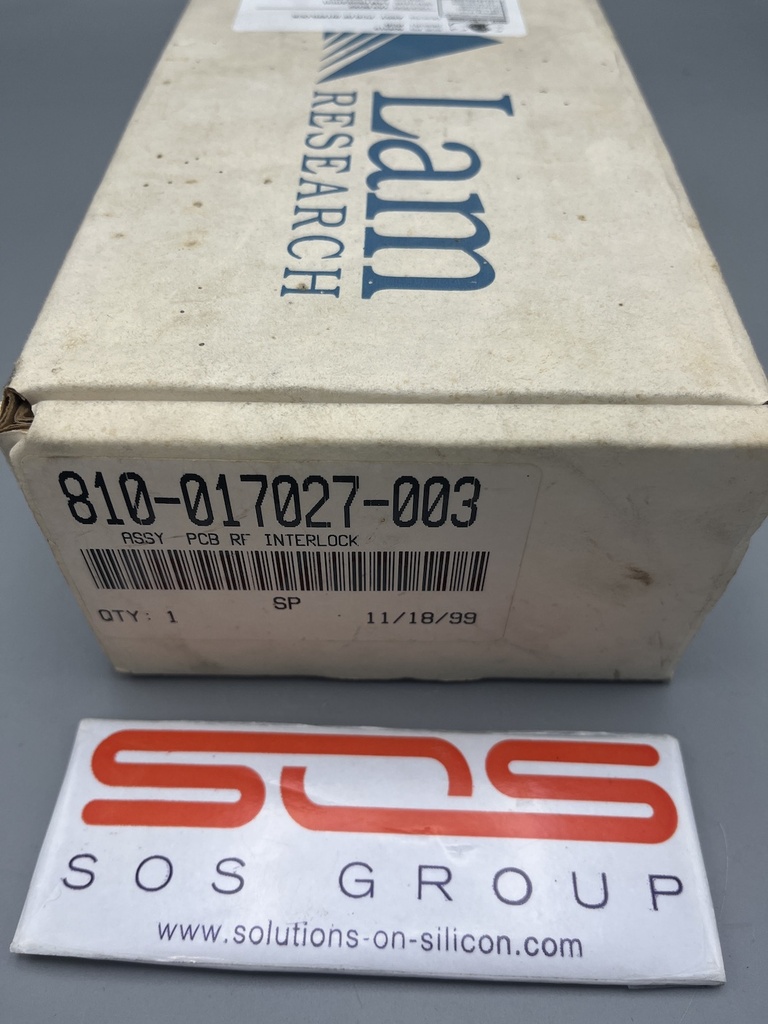 Lam
RESEARCH
810-017027-003
ASSY PCB RF INTERLOCK
SP
QTY: 1 11/18/99
SOS
SOS GROUP
www.solutions-on-silicon.com